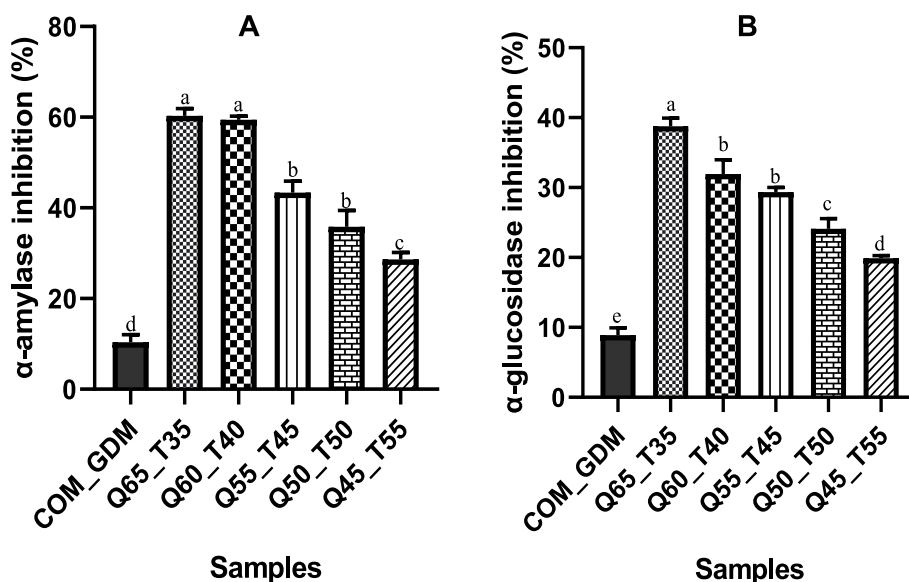 A
α-amylase inhibition (%)
80
60
40
20
0
d
a
a
b
b
c
COM_GDM
Q65_T35
Q60_T40
Q55_T45
Q50_T50
Q45_T55
Samples
B
α-glucosidase inhibition (%)
50
40
30
20
10
0
e
a
b
b
c
d
COM_GDM
Q65_T35
Q60_T40
Q55_T45
Q50_T50
Q45_T55
Samples